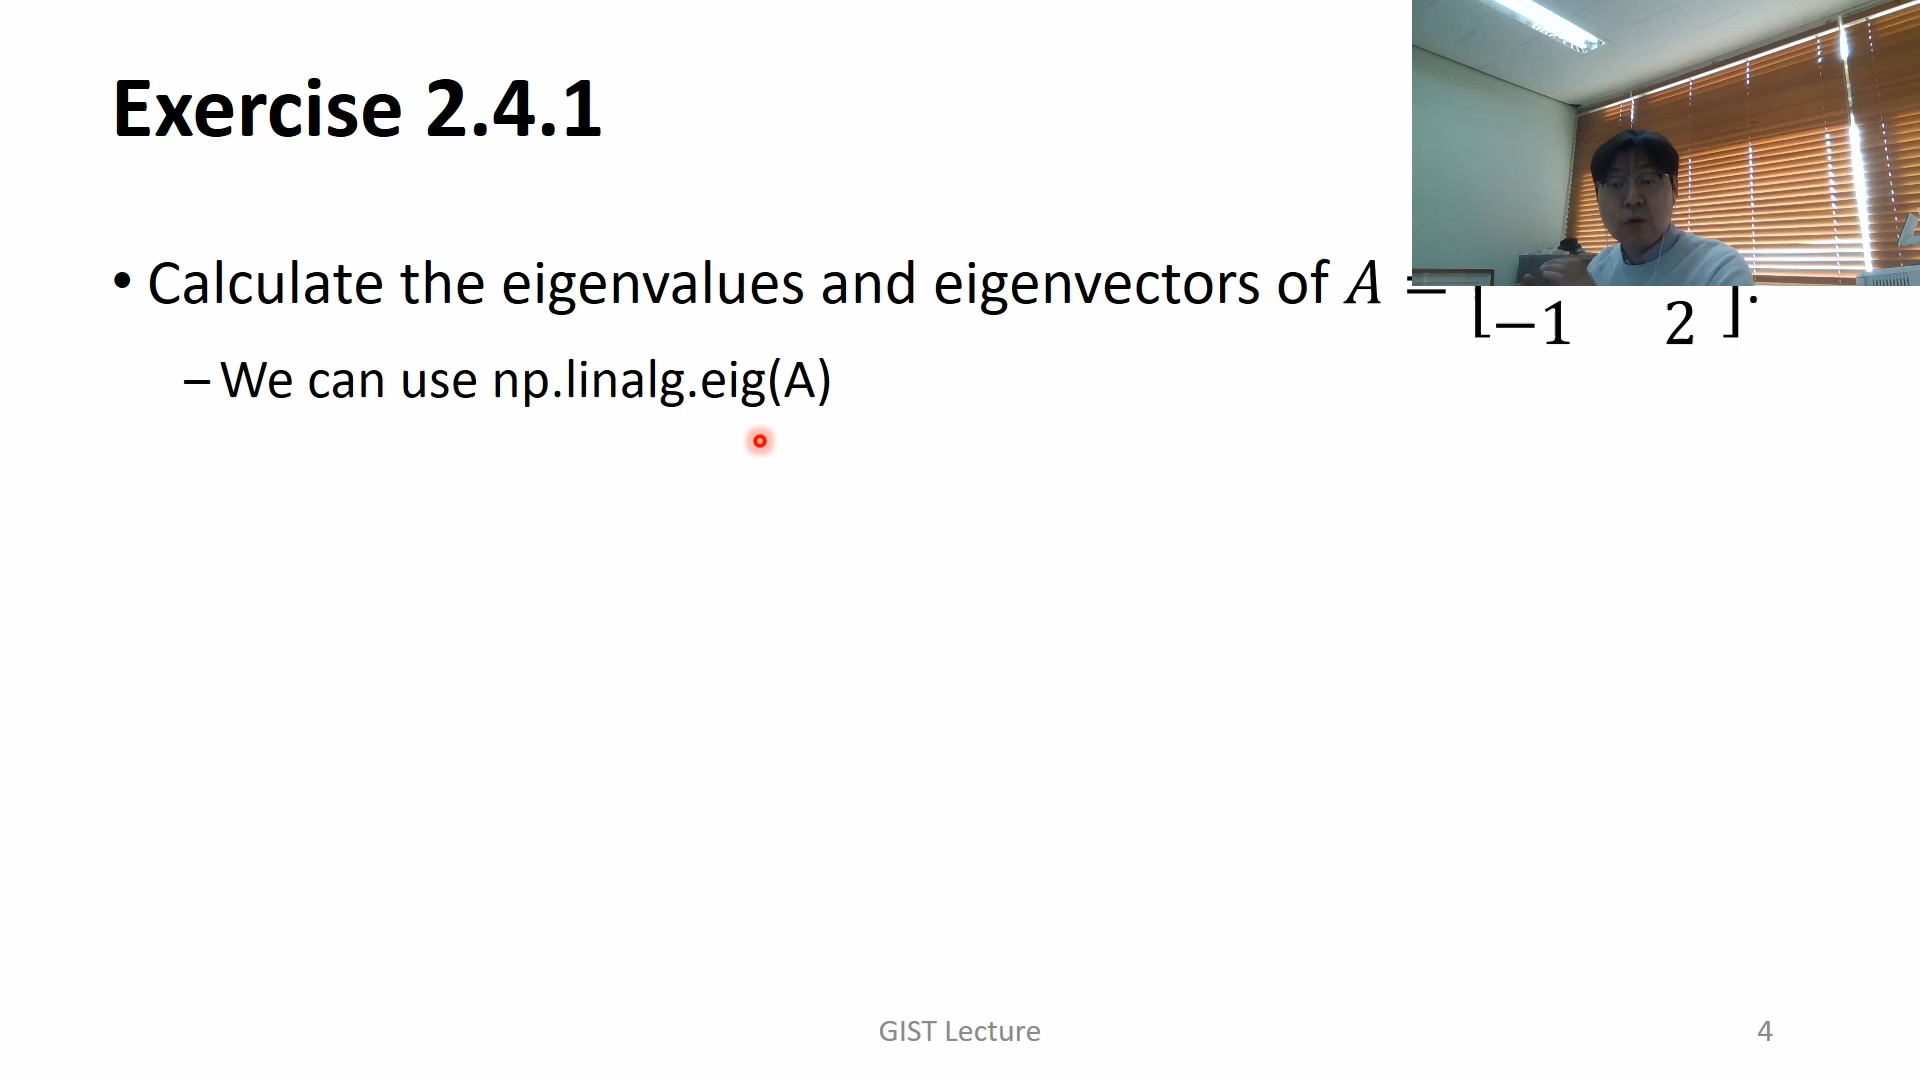 Exercise 2.4.1
• Calculate the eigenvalues and eigenvectors of A = [
−1 2 ].
– We can use np.linalg.eig(A)
GIST Lecture
4